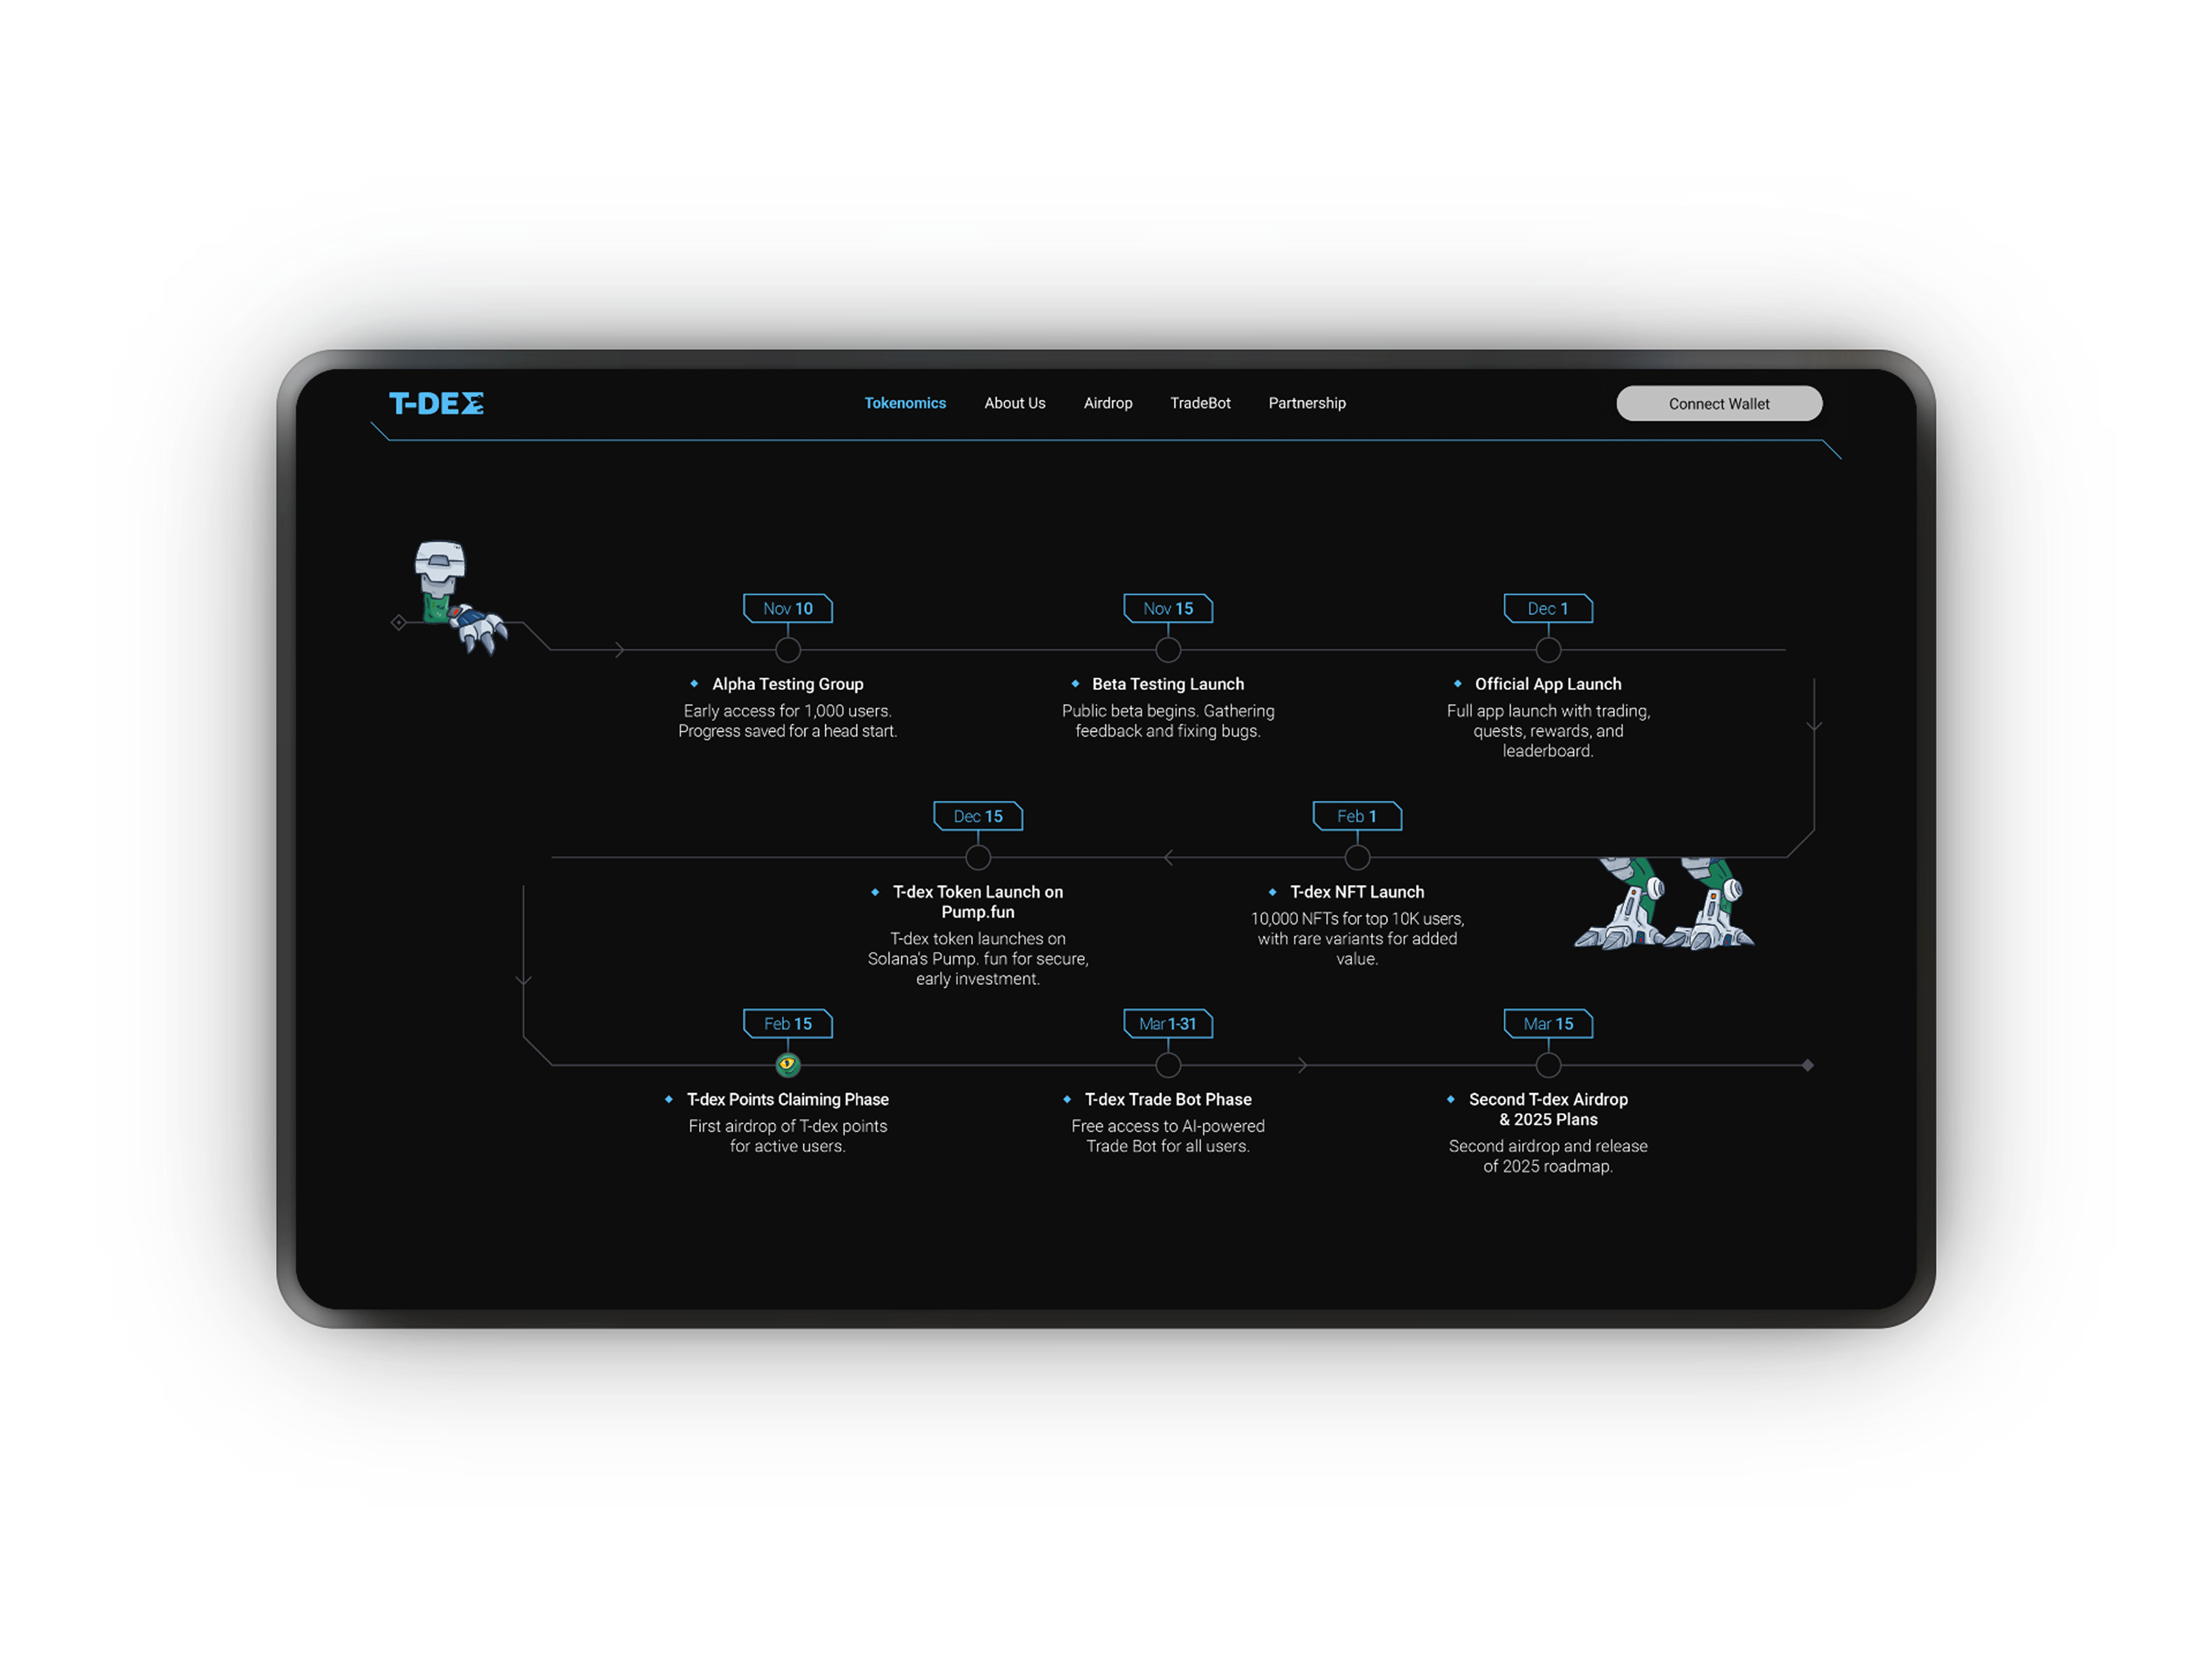 T-DEX
Tokenomics
About Us
Airdrop
TradeBot
Partnership
Connect Wallet
Nov 10
Alpha Testing Group
Early access for 1,000 users.
Progress saved for a head start.
Nov 15
Beta Testing Launch
Public beta begins. Gathering
feedback and fixing bugs.
Dec 1
Official App Launch
Full app launch with trading,
quests, rewards, and
leaderboard.
Dec 15
T-dex Token Launch on
Pump.fun
T-dex token launches on
Solana's Pump. fun for secure,
early investment.
Feb 1
T-dex NFT Launch
10,000 NFTs for top 10K users,
with rare variants for added
value.
Feb 15
T-dex Points Claiming Phase
First airdrop of T-dex points
for active users.
Mar 1-31
T-dex Trade Bot Phase
Free access to AI-powered
Trade Bot for all users.
Mar 15
Second T-dex Airdrop
& 2025 Plans
Second airdrop and release
of 2025 roadmap.